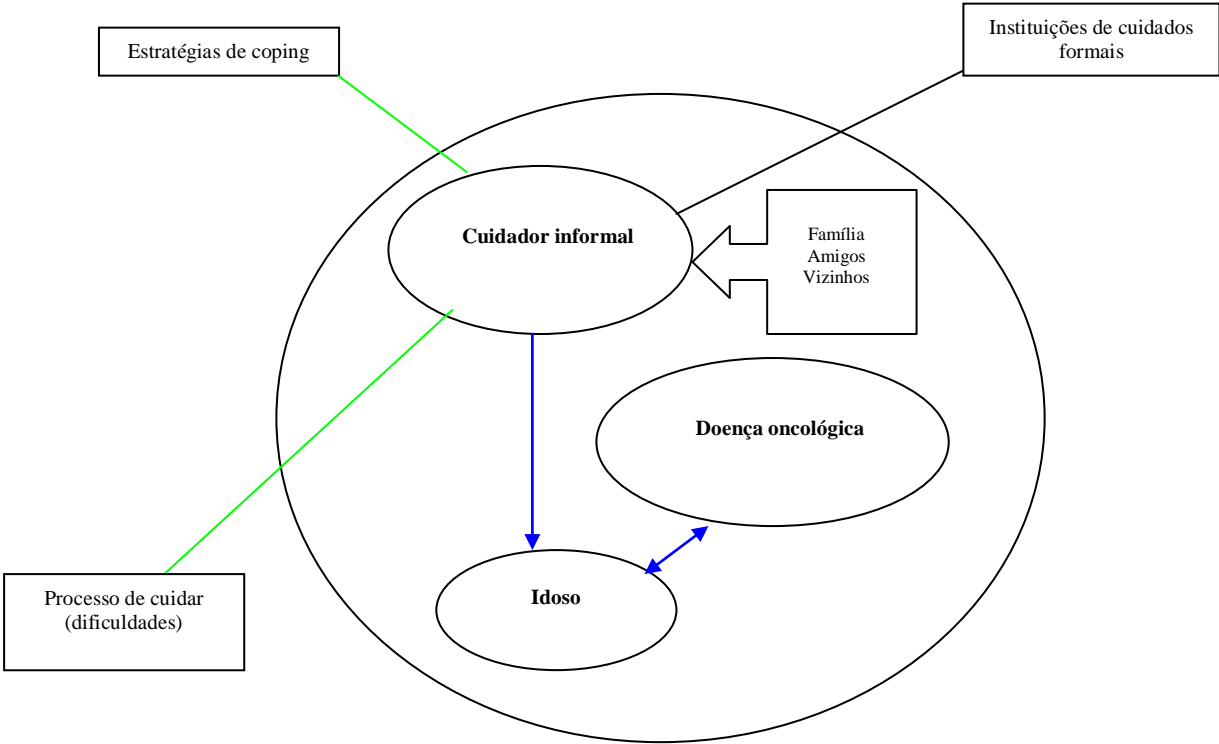 Estratégias de coping
Instituições de cuidados
formais
Cuidador informal
Família
Amigos
Vizinhos
Doença oncológica
Idoso
Processo de cuidar
(dificuldades)